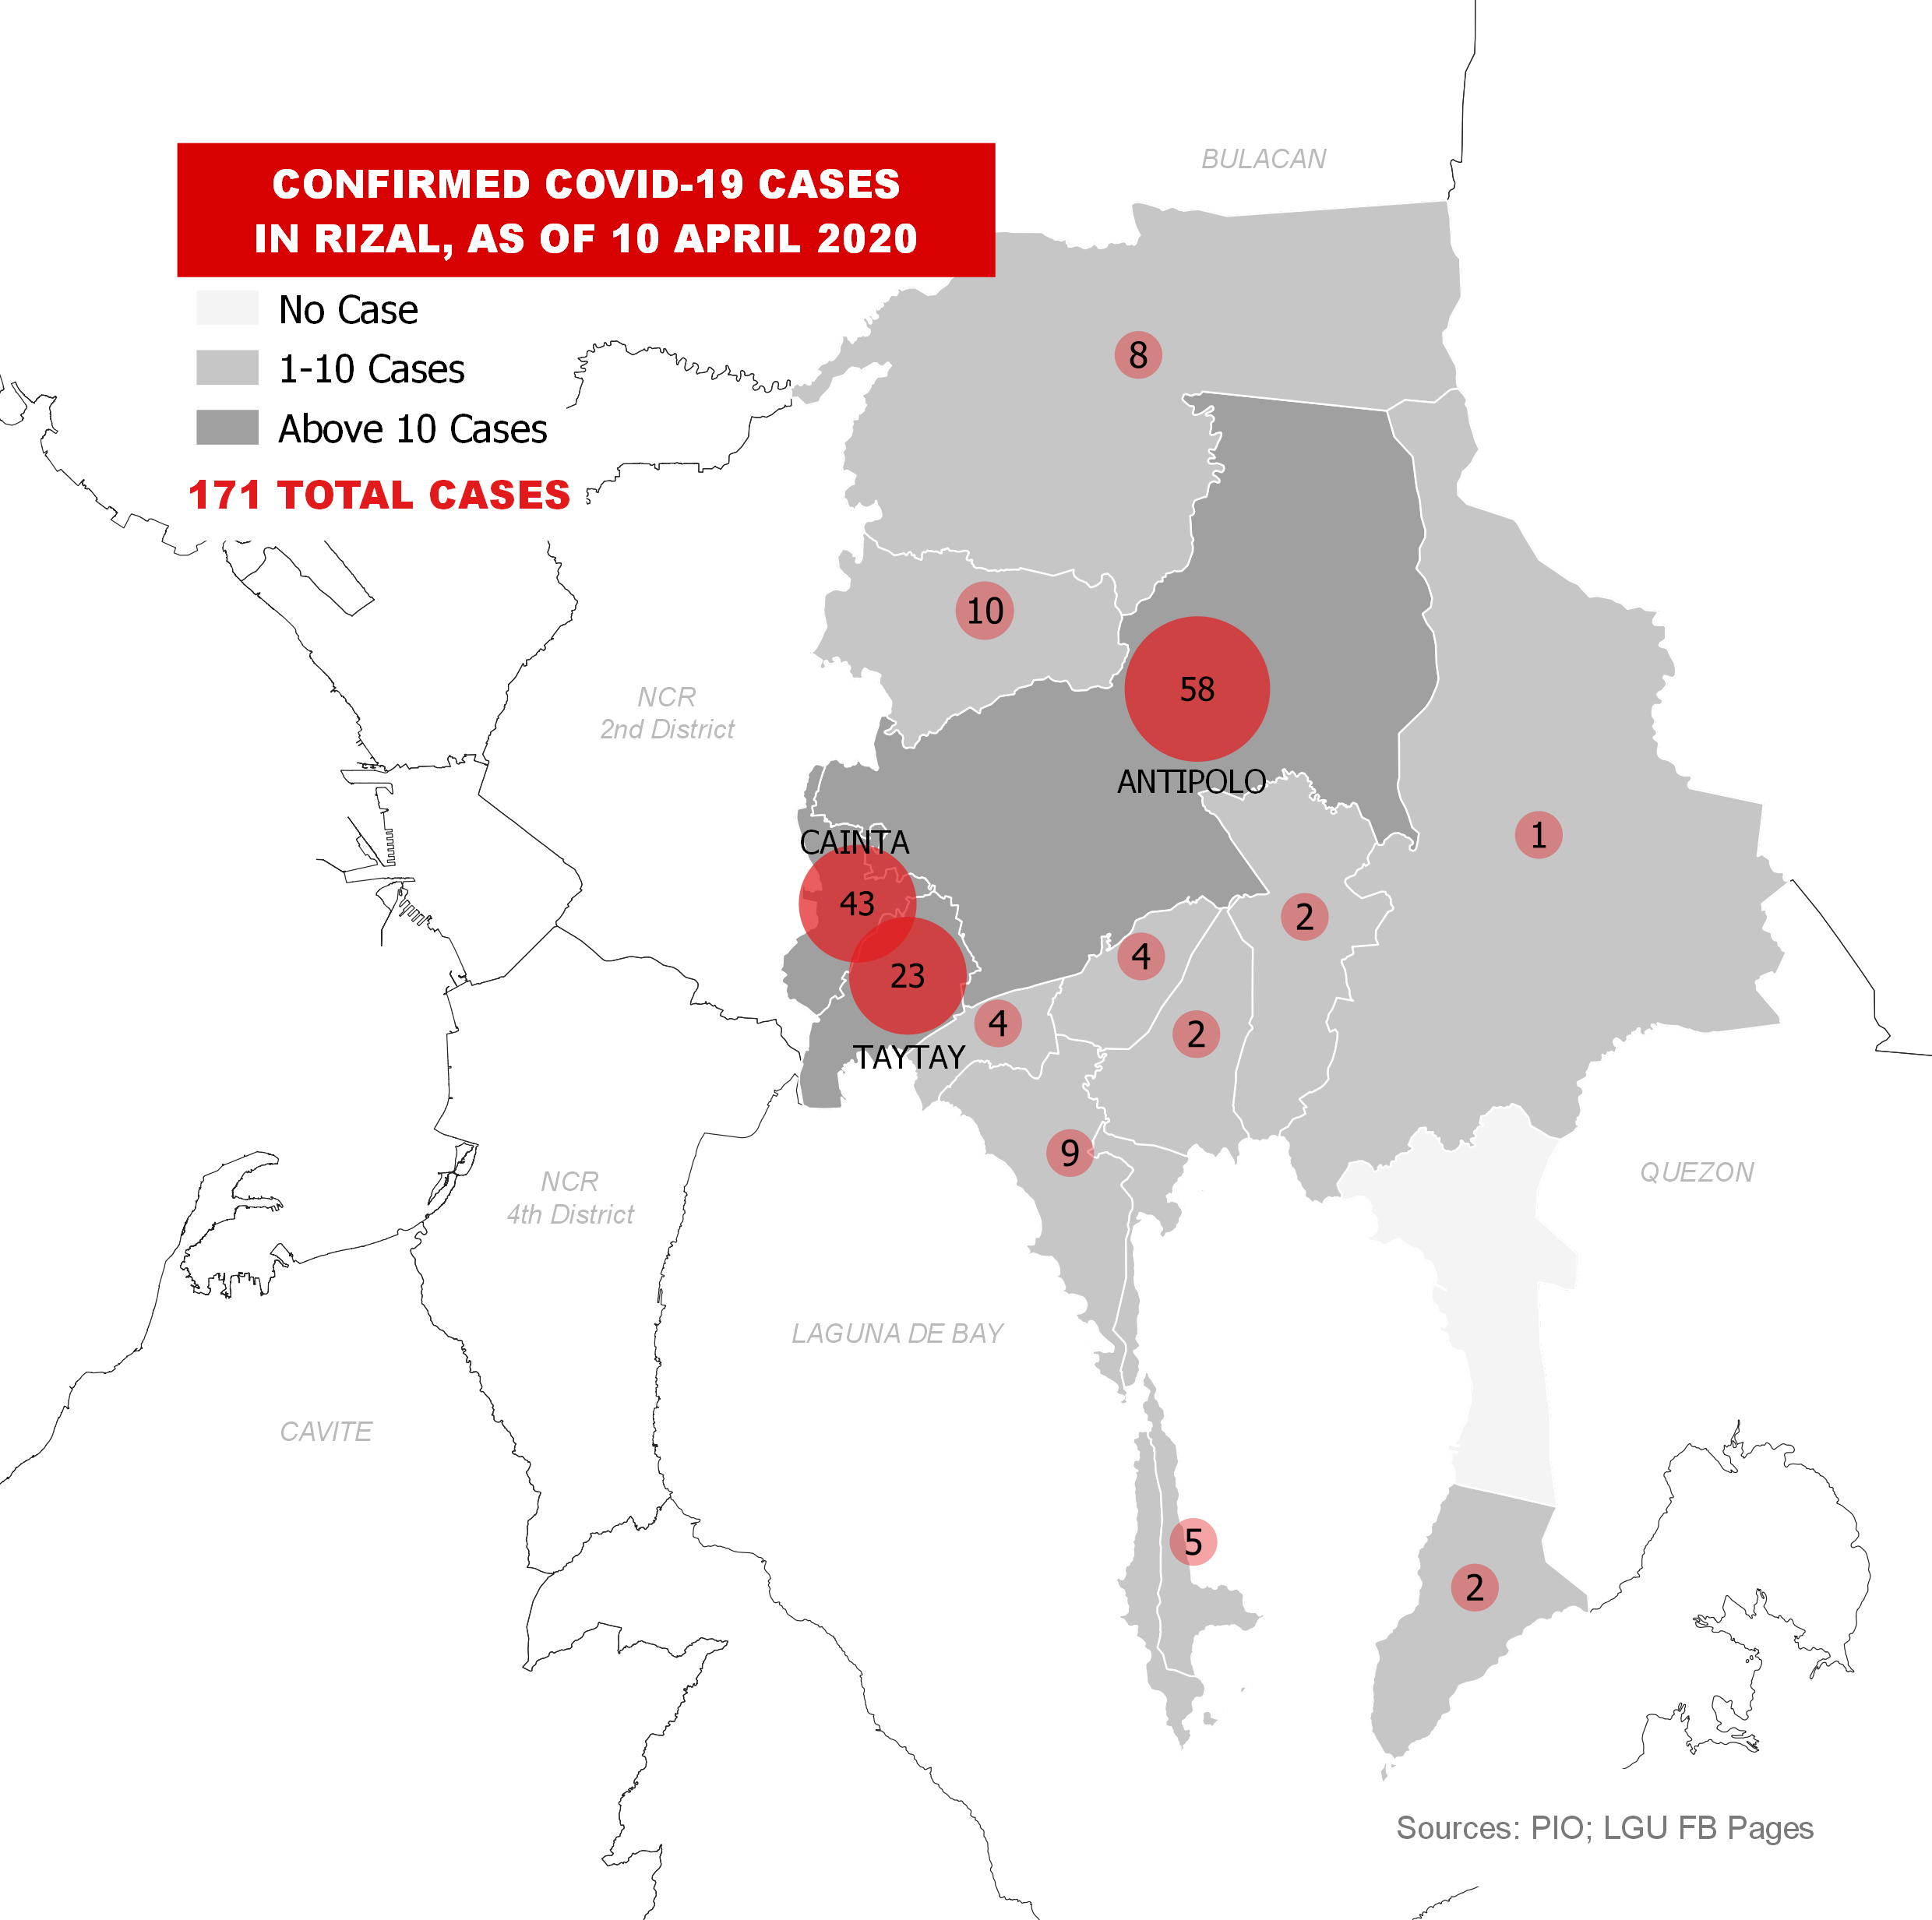 CONFIRMED COVID-19 CASES
IN RIZAL, AS OF 10 APRIL 2020
No Case
1-10 Cases
Above 10 Cases
171 TOTAL CASES
BULACAN
8
10
NCR
2nd District
58
ANTIPOLO
CAINTA
43
1
2
4
23
4
2
TAYTAY
9
NCR
4th District
QUEZON
LAGUNA DE BAY
CAVITE
5
2
Sources: PIO; LGU FB Pages